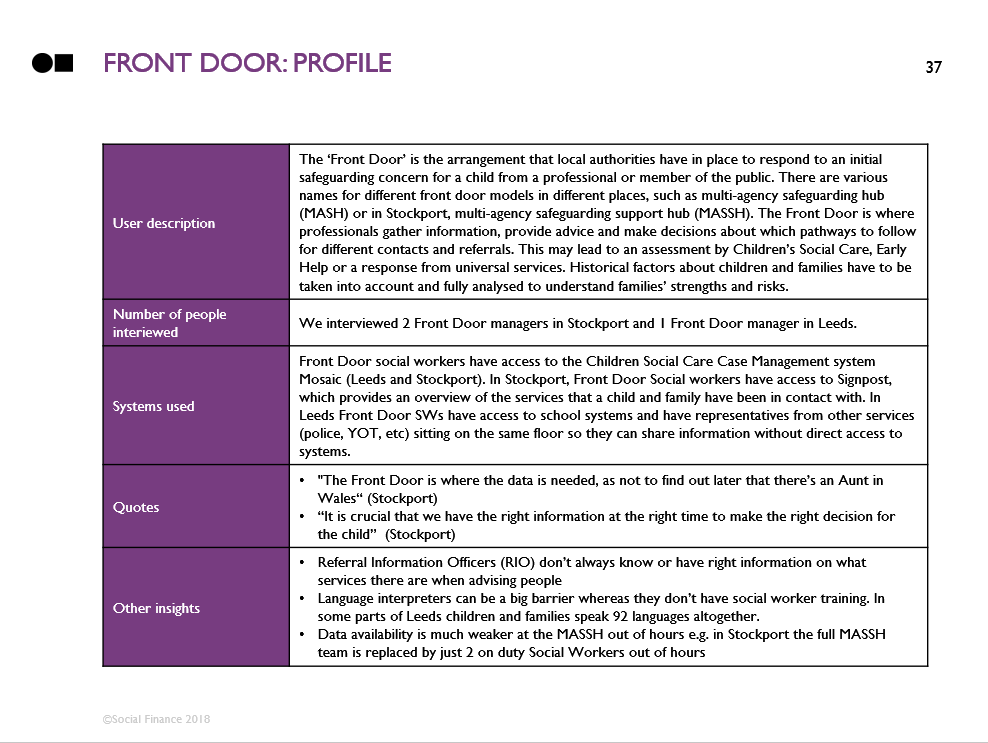 FRONT DOOR: PROFILE
37
User description
The ‘Front Door’ is the arrangement that local authorities have in place to respond to an initial
safeguarding concern for a child from a professional or member of the public. There are various
names for different front door models in different places, such as multi-agency safeguarding hub
(MASH) or in Stockport, multi-agency safeguarding support hub (MASSH). The Front Door is where
professionals gather information, provide advice and make decisions about which pathways to follow
for different contacts and referrals. This may lead to an assessment by Children’s Social Care, Early
Help or a response from universal services. Historical factors about children and families have to be
taken into account and fully analysed to understand families’ strengths and risks.
Number of people
interiewed
We interviewed 2 Front Door managers in Stockport and 1 Front Door manager in Leeds.
Systems used
Front Door social workers have access to the Children Social Care Case Management system
Mosaic (Leeds and Stockport). In Stockport, Front Door Social workers have access to Signpost,
which provides an overview of the services that a child and family have been in contact with. In
Leeds Front Door SWs have access to school systems and have representatives from other services
(police, YOT, etc) sitting on the same floor so they can share information without direct access to
systems.
Quotes
• "The Front Door is where the data is needed, as not to find out later that there’s an Aunt in
Wales“ (Stockport)
• “It is crucial that we have the right information at the right time to make the right decision for
the child” (Stockport)
Other insights
• Referral Information Officers (RIO) don’t always know or have right information on what
services there are when advising people
• Language interpreters can be a big barrier whereas they don’t have social worker training. In
some parts of Leeds children and families speak 92 languages altogether.
• Data availability is much weaker at the MASSH out of hours e.g. in Stockport the full MASSH
team is replaced by just 2 on duty Social Workers out of hours
©Social Finance 2018